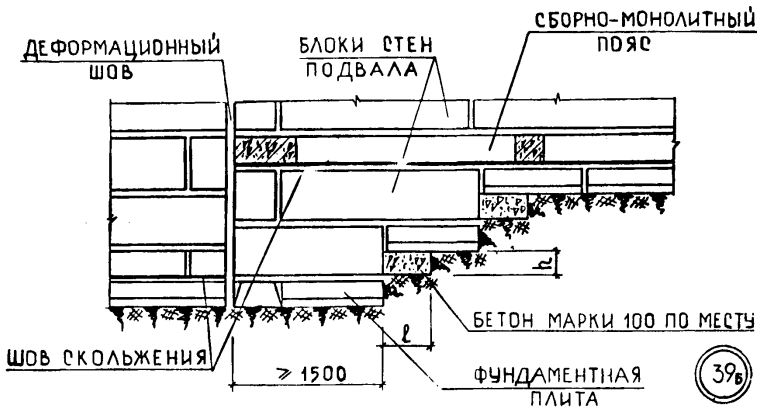 ДЕФОРМАЦИОННЫЙ
ШОВ
БЛОКИ СТЕН
ПОДВАЛА
СБОРНО-МОНОЛИТНЫЙ
ПОЯС
h
БЕТОН МАРКИ 100 ПО МЕСТУ
ℓ
ШОВ СКОЛЬЖЕНИЯ
⩾ 1500
ФУНДАМЕНТНАЯ
ПЛИТА
39Б